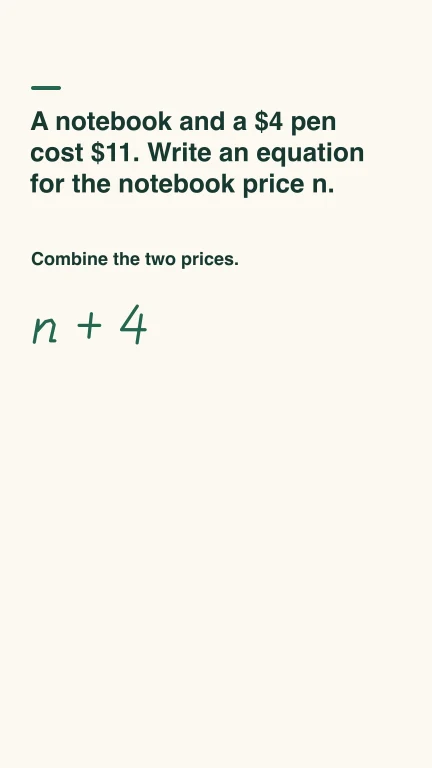 A notebook and a $4 pen
cost $11. Write an equation
for the notebook price n.
Combine the two prices.
n + 4